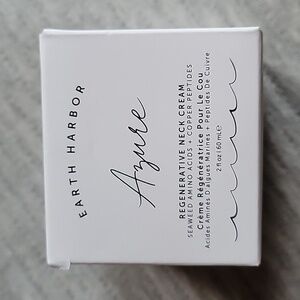 EARTH HARBOR
Azure
REGENERATIVE NECK CREAM
SEAWEED AMINO ACIDS + COPPER PEPTIDES
Crème Régénératrice Pour Le Cou
Acides Aminés D'algues Marines + Peptides De Cuivre
2 fl oz | 60 mL℮